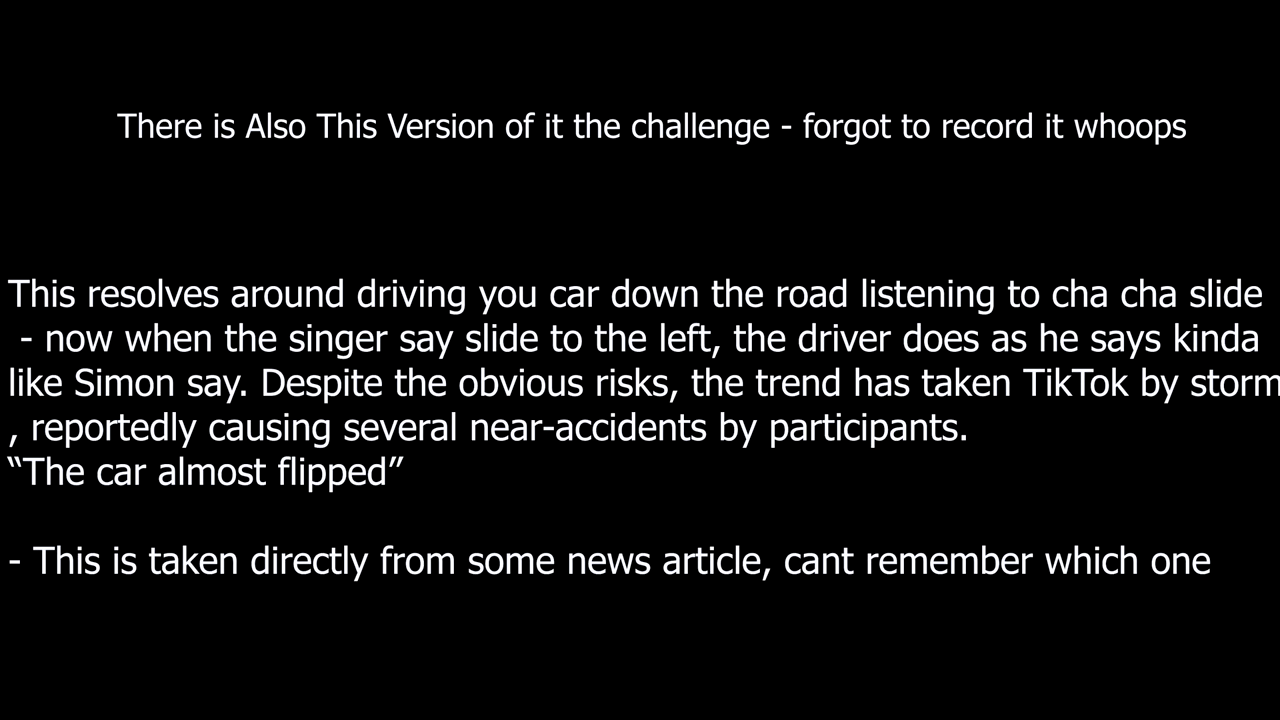 There is Also This Version of it the challenge - forgot to record it whoops
This resolves around driving you car down the road listening to cha cha slide
- now when the singer say slide to the left, the driver does as he says kinda
like Simon say. Despite the obvious risks, the trend has taken TikTok by storm
, reportedly causing several near-accidents by participants.
“The car almost flipped”
- This is taken directly from some news article, cant remember which one